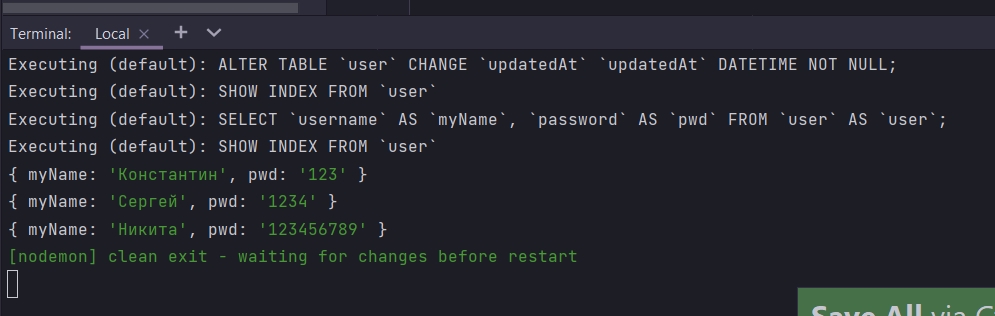 Terminal: Local × + 
Executing (default): ALTER TABLE `user` CHANGE `updatedAt` `updatedAt` DATETIME NOT NULL;
Executing (default): SHOW INDEX FROM `user`
Executing (default): SELECT `username` AS `myName`, `password` AS `pwd` FROM `user` AS `user`;
Executing (default): SHOW INDEX FROM `user`
{ myName: 'Константин', pwd: '123' }
{ myName: 'Сергей', pwd: '1234' }
{ myName: 'Никита', pwd: '123456789' }
[nodemon] clean exit - waiting for changes before restart
Save All via